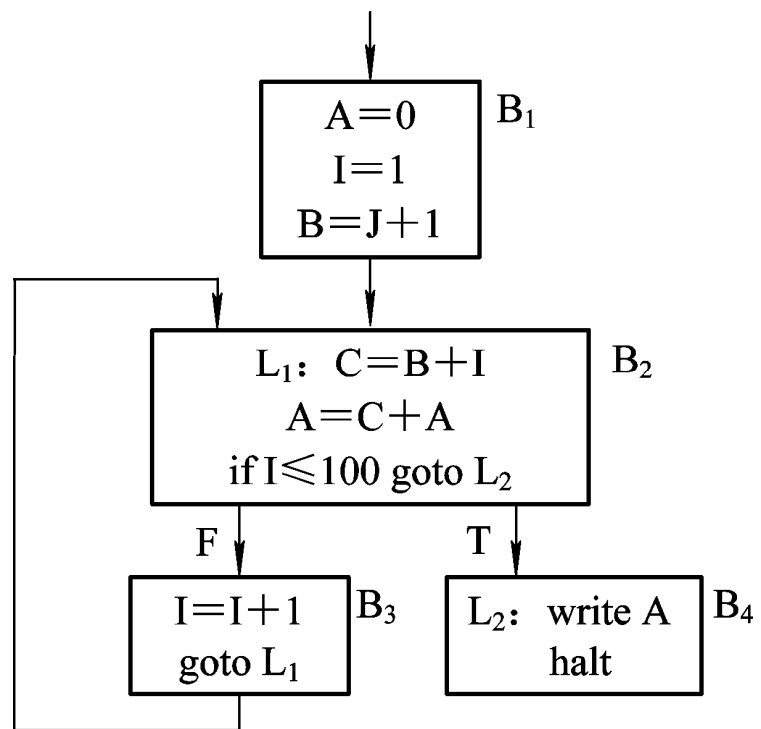 A=0
B₁
I=1
B=J+1
L₁： C=B+I
B₂
A=C+A
if I≤100 goto L₂
F
T
I=I+1
B₃
goto L₁
L₂： write A
B₄
halt